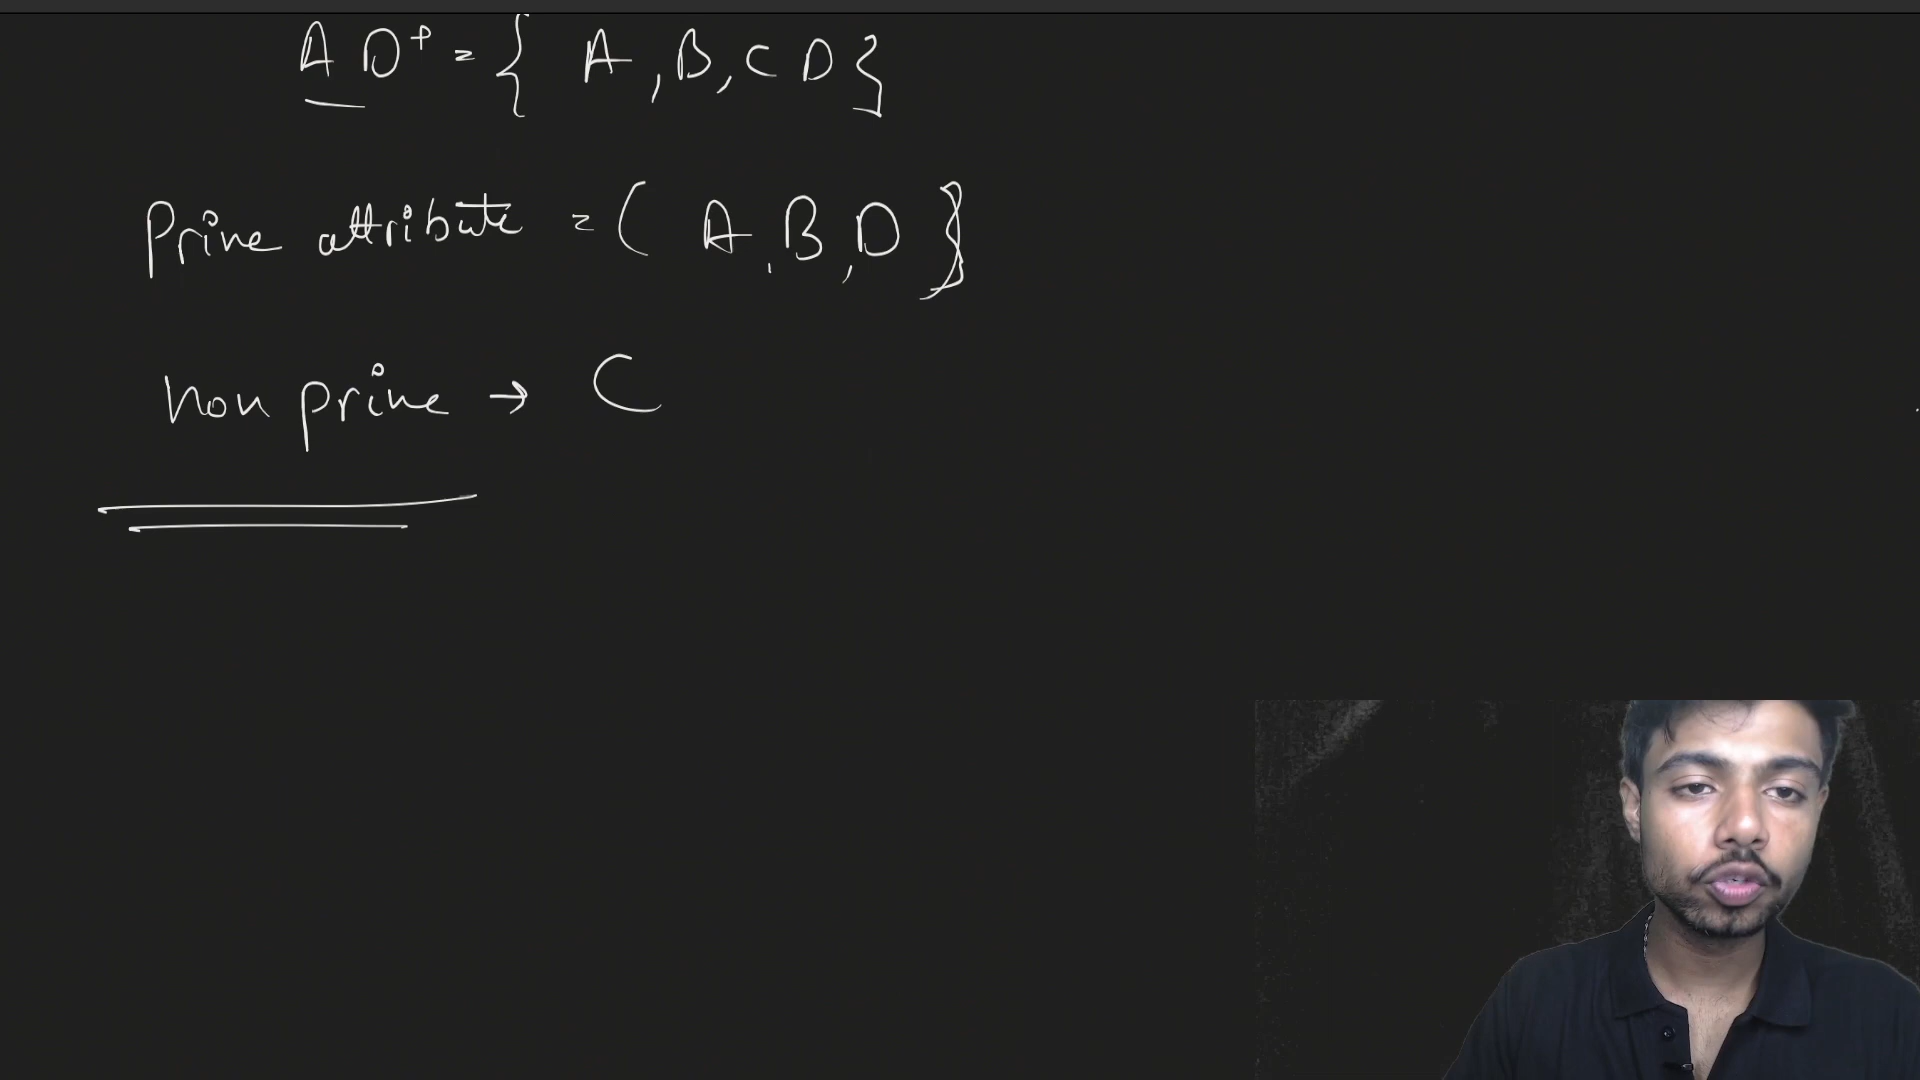 AD⁺ = { A, B, C D }
Prime attribute = ( A, B, D }
non prime → C